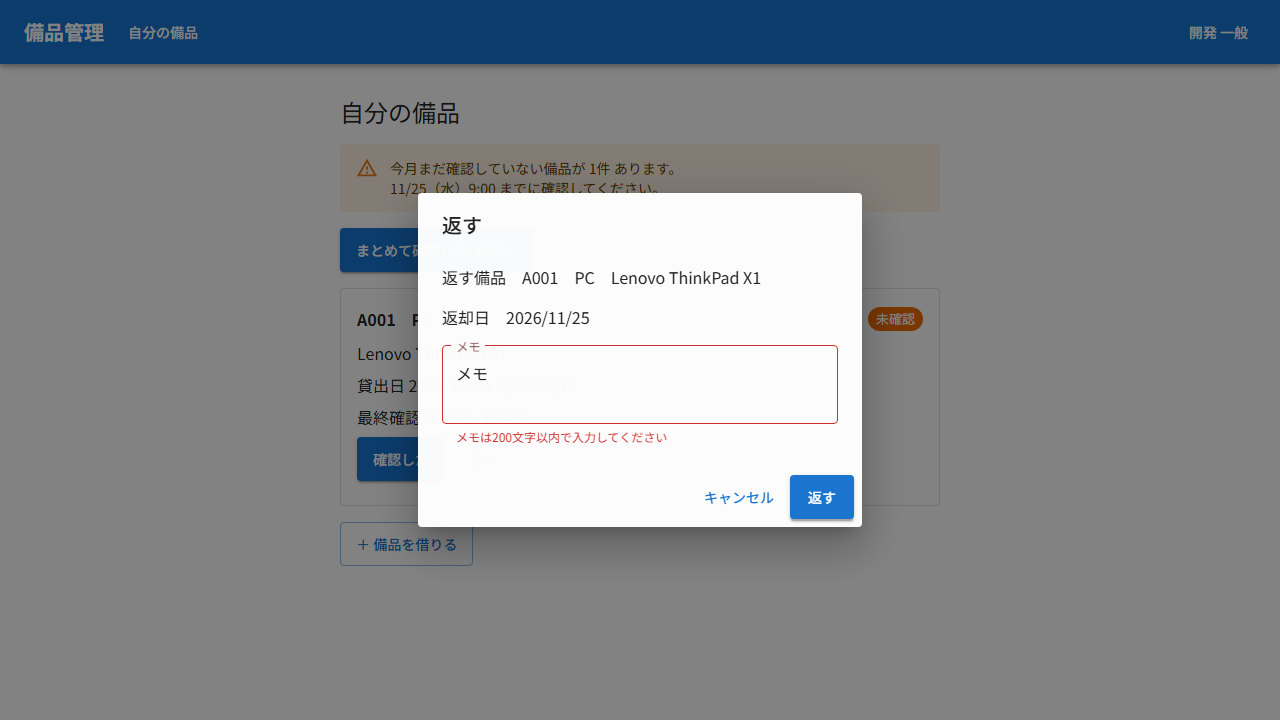 備品管理 自分の備品 開発 一般
自分の備品
今月まだ確認していない備品が 1件 あります。
11/25（水）9:00 までに確認してください。
まとめて
返す
返す備品 A001 PC Lenovo ThinkPad X1
返却日 2026/11/25
メモ
メモ
メモは200文字以内で入力してください
キャンセル 返す
A001
未確認
Lenovo
貸出日
最終確認
確認した
＋ 備品を借りる